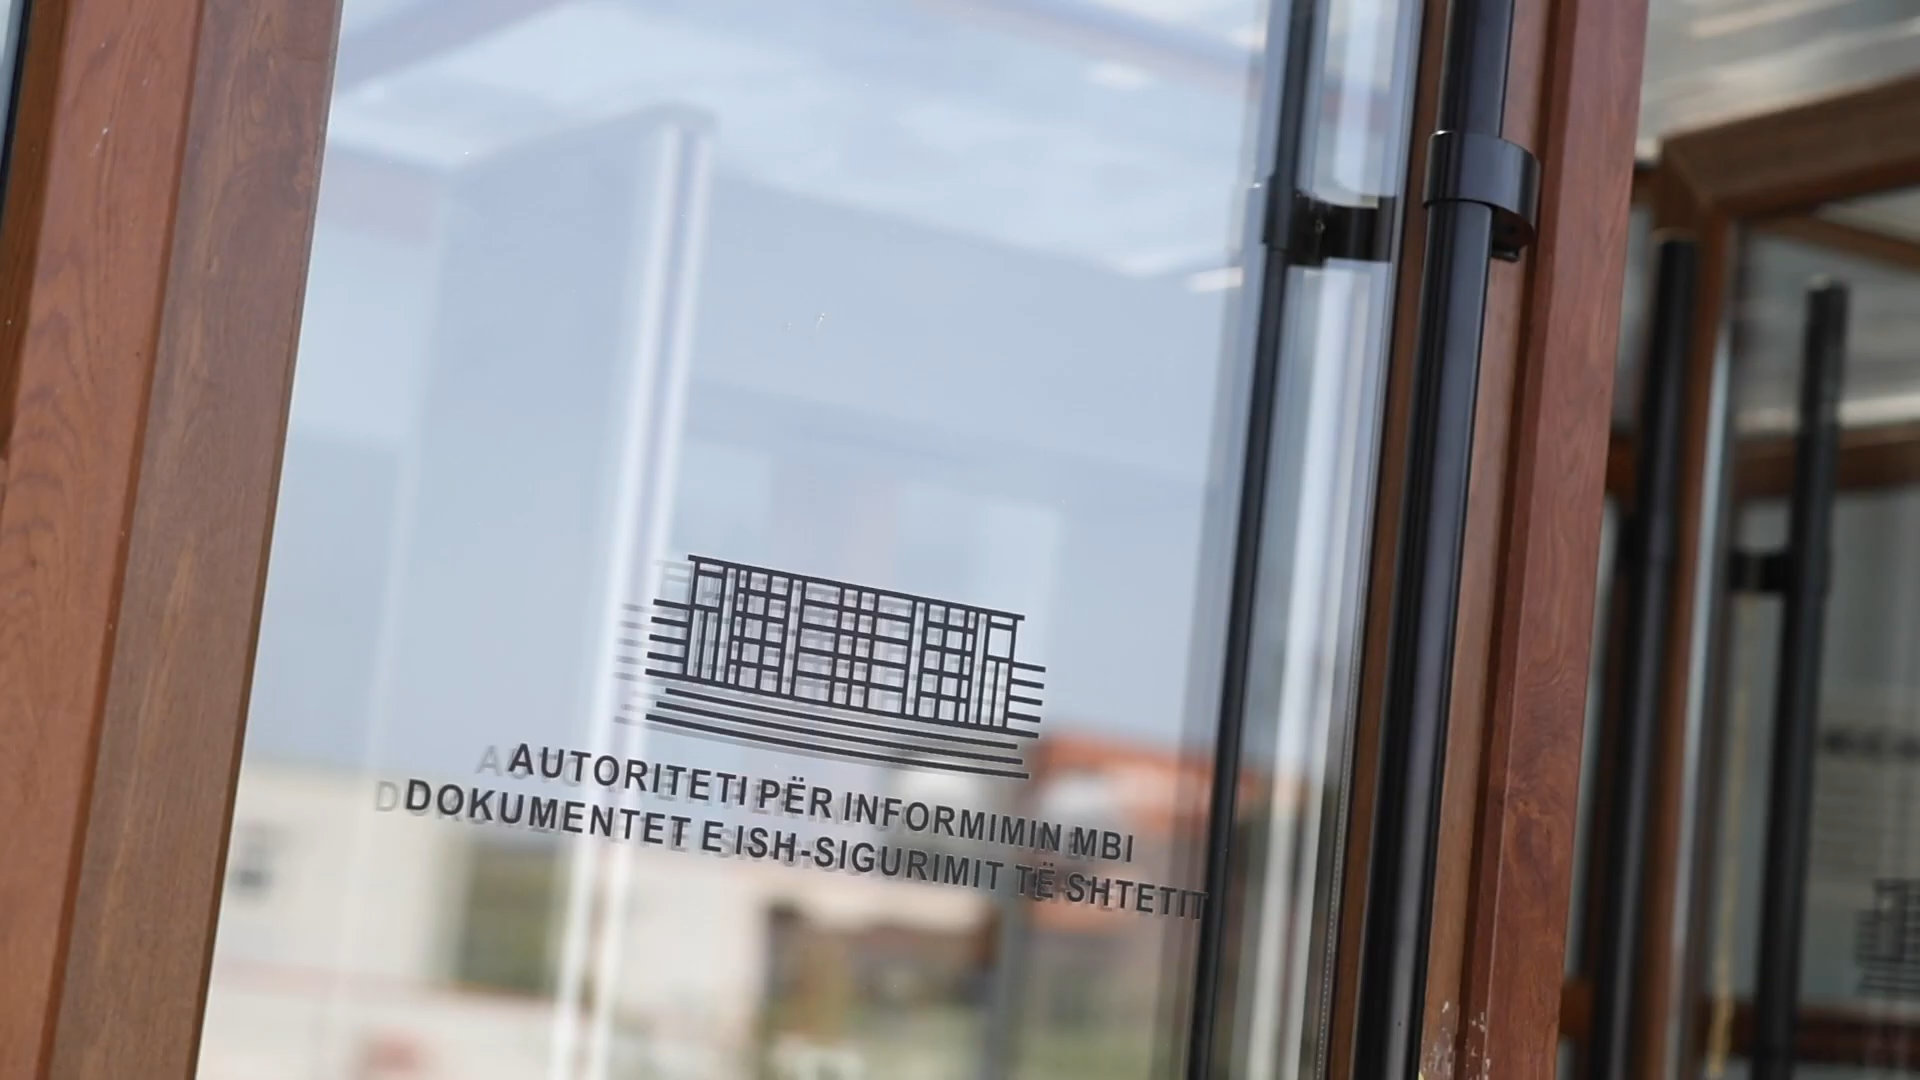 AUTORITETI PËR INFORMIMIN MBI
DOKUMENTET E ISH-SIGURIMIT TË SHTETIT